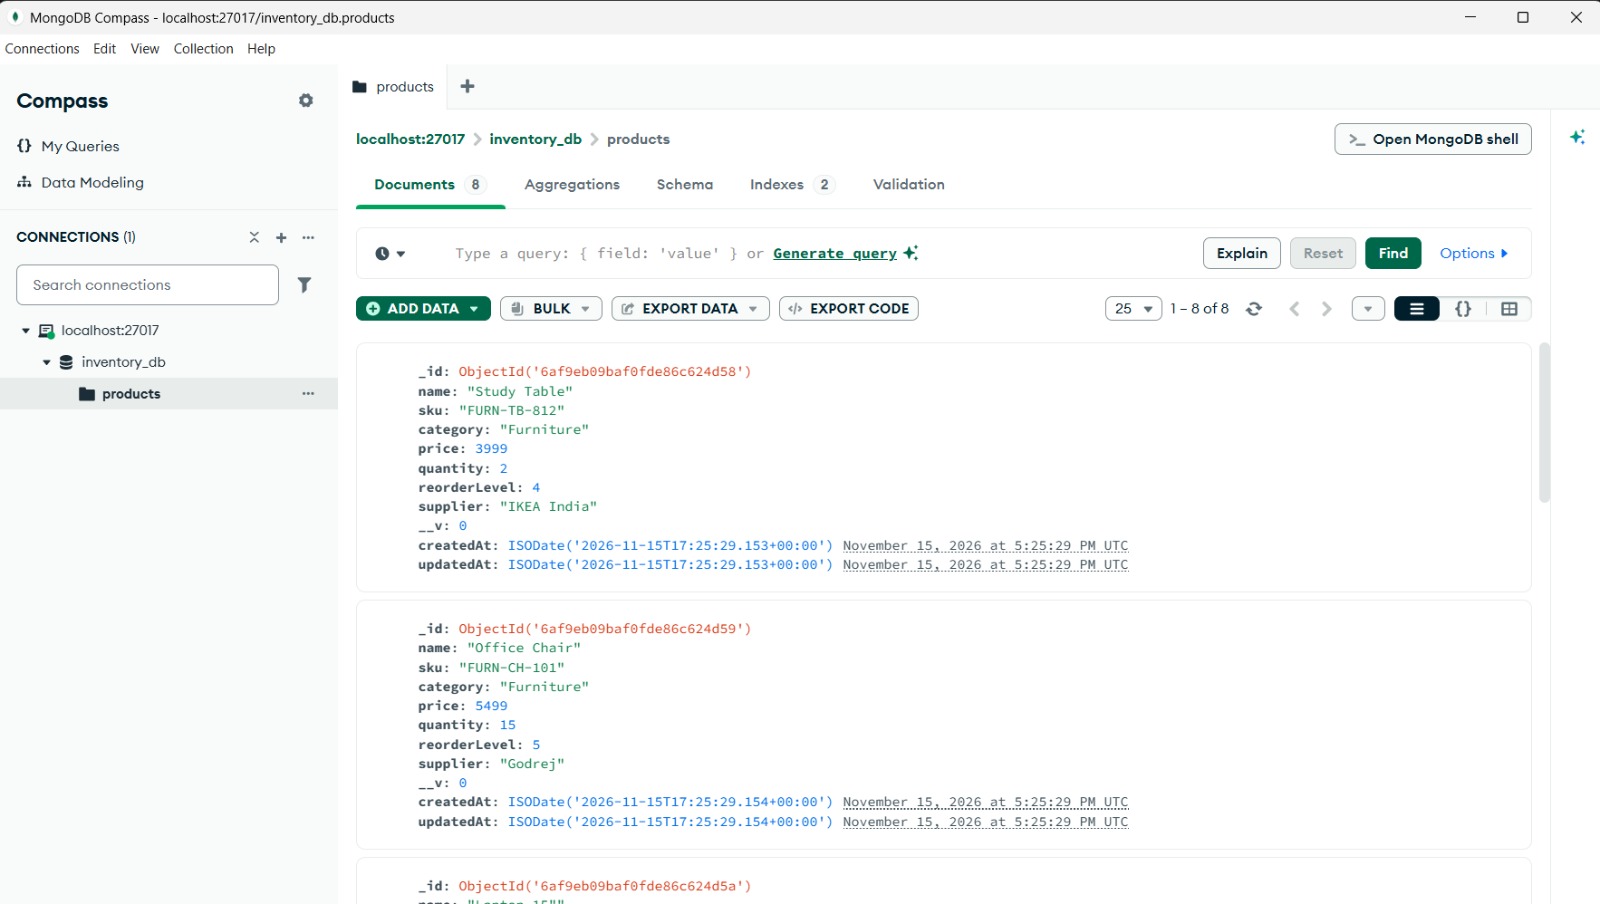 MongoDB Compass - localhost:27017/inventory_db.products
Connections Edit View Collection Help
Compass
My Queries
Data Modeling
CONNECTIONS (1)
Search connections
localhost:27017
inventory_db
products
products
localhost:27017 inventory_db products
>_ Open MongoDB shell
Documents 8 Aggregations Schema Indexes 2 Validation
Type a query: { field: 'value' } or Generate query
Explain Reset Find Options
ADD DATA BULK EXPORT DATA EXPORT CODE
25 1 – 8 of 8
_id: ObjectId('6af9eb09baf0fde86c624d58')
name: "Study Table"
sku: "FURN-TB-812"
category: "Furniture"
price: 3999
quantity: 2
reorderLevel: 4
supplier: "IKEA India"
__v: 0
createdAt: ISODate('2026-11-15T17:25:29.153+00:00') November 15, 2026 at 5:25:29 PM UTC
updatedAt: ISODate('2026-11-15T17:25:29.153+00:00') November 15, 2026 at 5:25:29 PM UTC
_id: ObjectId('6af9eb09baf0fde86c624d59')
name: "Office Chair"
sku: "FURN-CH-101"
category: "Furniture"
price: 5499
quantity: 15
reorderLevel: 5
supplier: "Godrej"
__v: 0
createdAt: ISODate('2026-11-15T17:25:29.154+00:00') November 15, 2026 at 5:25:29 PM UTC
updatedAt: ISODate('2026-11-15T17:25:29.154+00:00') November 15, 2026 at 5:25:29 PM UTC
_id: ObjectId('6af9eb09baf0fde86c624d5a')